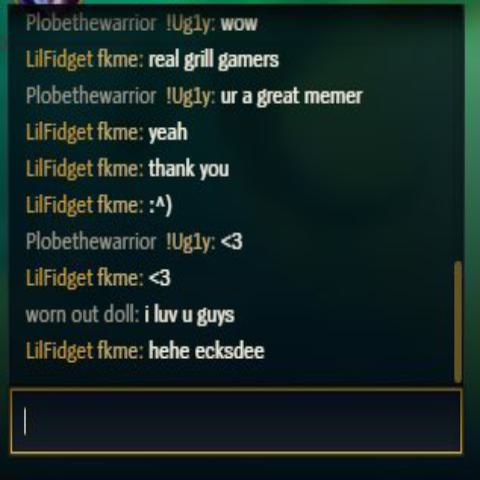 Plobethewarrior !Ug1y: wow
LilFidget fkme: real grill gamers
Plobethewarrior !Ug1y: ur a great memer
LilFidget fkme: yeah
LilFidget fkme: thank you
LilFidget fkme: :^)
Plobethewarrior !Ug1y: <3
LilFidget fkme: <3
worn out doll: i luv u guys
LilFidget fkme: hehe ecksdee